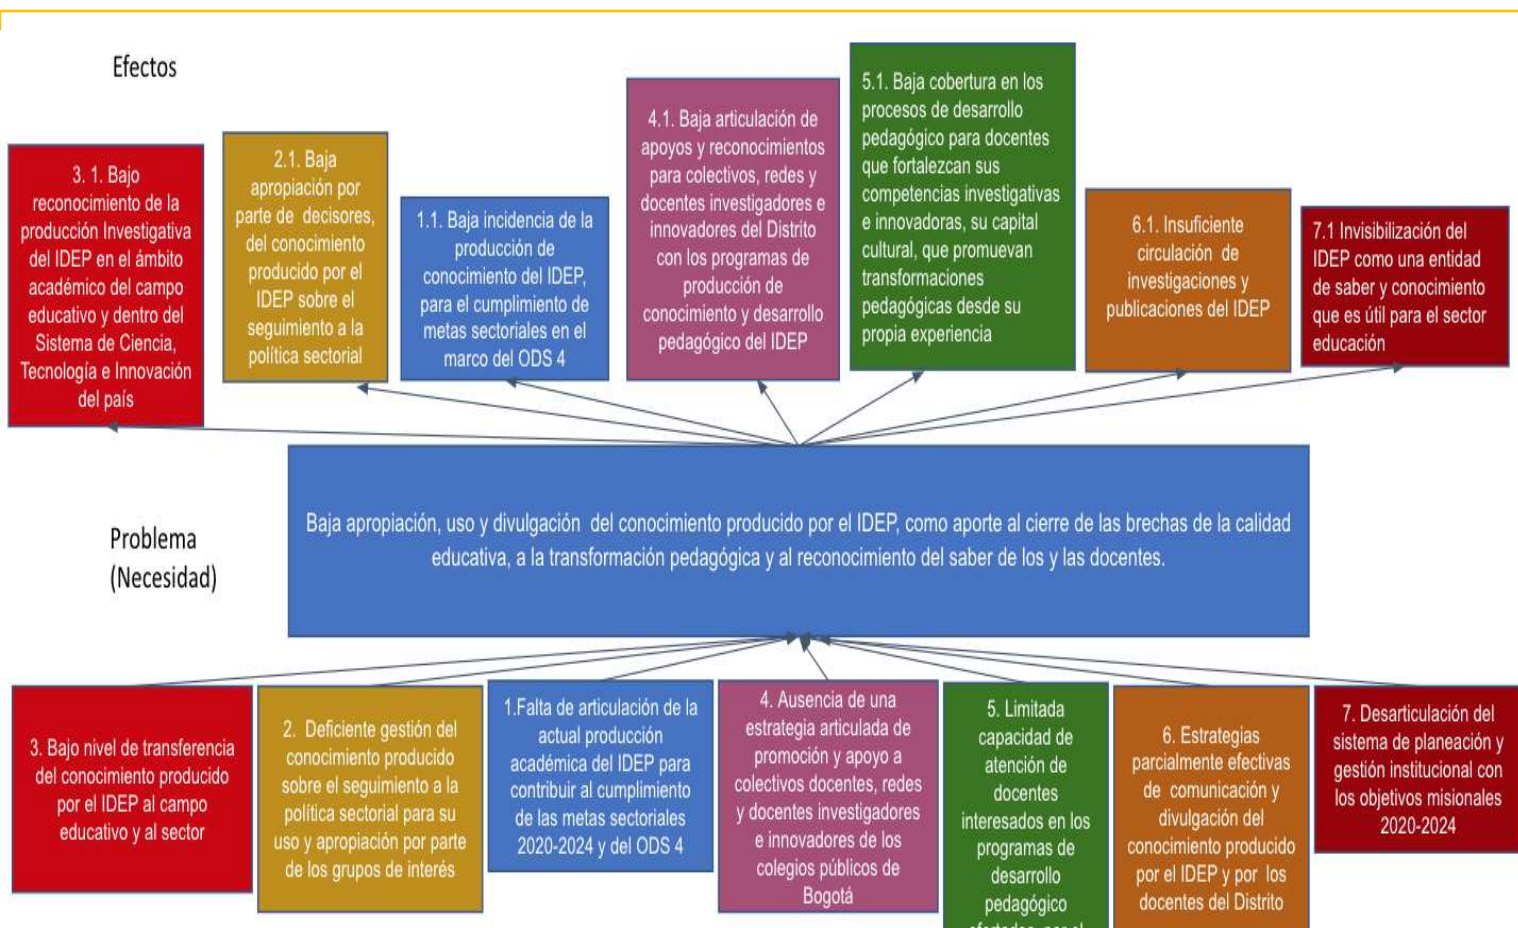 Efectos
3. 1. Bajo
reconocimiento de la
producción Investigativa
del IDEP en el ámbito
académico del campo
educativo y dentro del
Sistema de Ciencia,
Tecnología e Innovación
del país
2.1. Baja
apropiación por
parte de decisores,
del conocimiento
producido por el
IDEP sobre el
seguimiento a la
política sectorial
1.1. Baja incidencia de la
producción de
conocimiento del IDEP,
para el cumplimiento de
metas sectoriales en el
marco del ODS 4
4.1. Baja articulación de
apoyos y reconocimientos
para colectivos, redes y
docentes investigadores e
innovadores del Distrito
con los programas de
producción de
conocimiento y desarrollo
pedagógico del IDEP
5.1. Baja cobertura en los
procesos de desarrollo
pedagógico para docentes
que fortalezcan sus
competencias investigativas
e innovadoras, su capital
cultural, que promuevan
transformaciones
pedagógicas desde su
propia experiencia
6.1. Insuficiente
circulación de
investigaciones y
publicaciones del IDEP
7.1 Invisibilización del
IDEP como una entidad
de saber y conocimiento
que es útil para el sector
educación
Problema
(Necesidad)
Baja apropiación, uso y divulgación del conocimiento producido por el IDEP, como aporte al cierre de las brechas de la calidad
educativa, a la transformación pedagógica y al reconocimiento del saber de los y las docentes.
3. Bajo nivel de transferencia
del conocimiento producido
por el IDEP al campo
educativo y al sector
2. Deficiente gestión del
conocimiento producido
sobre el seguimiento a la
política sectorial para su
uso y apropiación por parte
de los grupos de interés
1.Falta de articulación de la
actual producción
académica del IDEP para
contribuir al cumplimiento
de las metas sectoriales
2020-2024 y del ODS 4
4. Ausencia de una
estrategia articulada de
promoción y apoyo a
colectivos docentes, redes
y docentes investigadores
e innovadores de los
colegios públicos de
Bogotá
5. Limitada
capacidad de
atención de
docentes
interesados en los
programas de
desarrollo
pedagógico
6. Estrategias
parcialmente efectivas
de comunicación y
divulgación del
conocimiento producido
por el IDEP y por los
docentes del Distrito
7. Desarticulación del
sistema de planeación y
gestión institucional con
los objetivos misionales
2020-2024